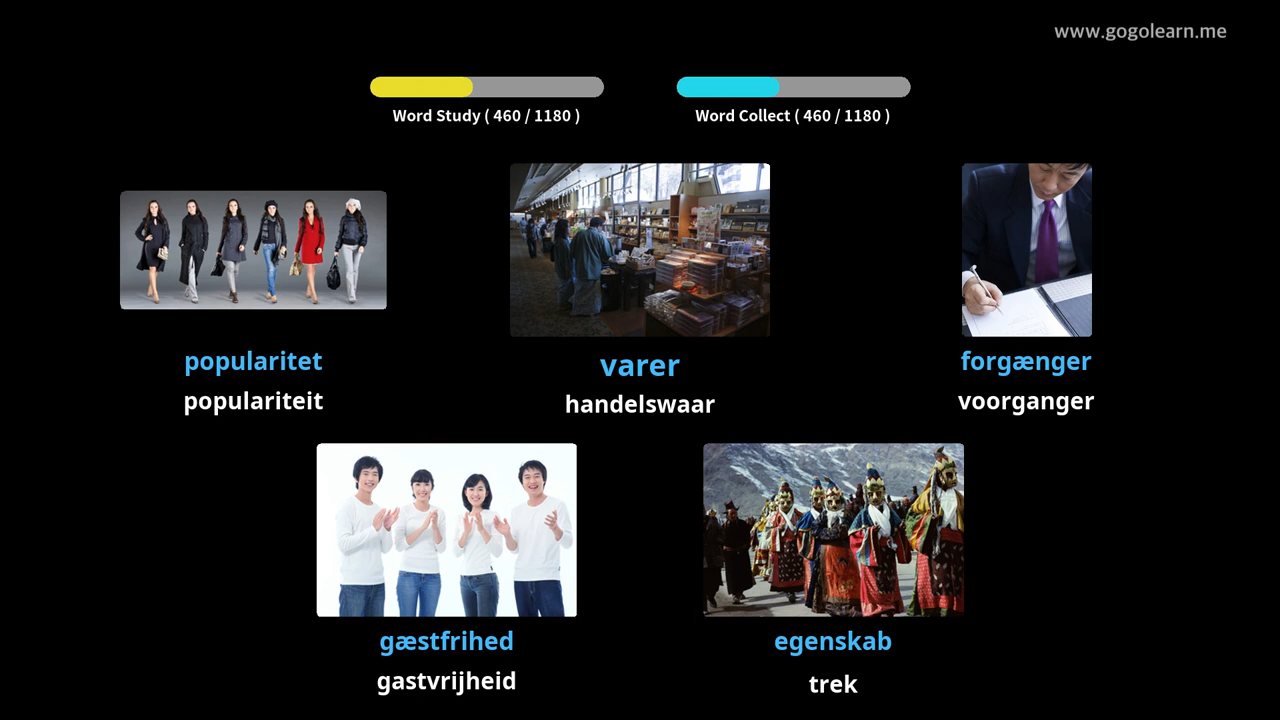 www.gogolearn.me
Word Study ( 460 / 1180 )
Word Collect ( 460 / 1180 )
popularitet
populariteit
varer
handelswaar
forgænger
voorganger
gæstfrihed
gastvrijheid
egenskab
trek